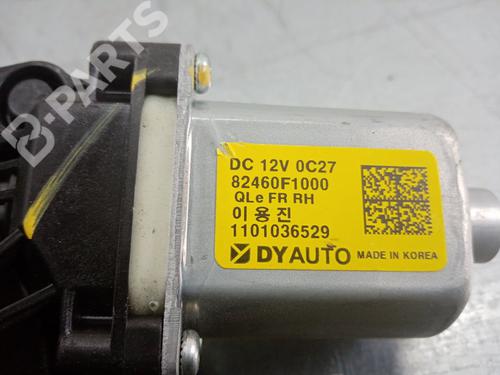 B-PARTS
DC 12V 0C27
82460F1000
QLe FR RH
이 용 진
1101036529
DYAUTO MADE IN KOREA